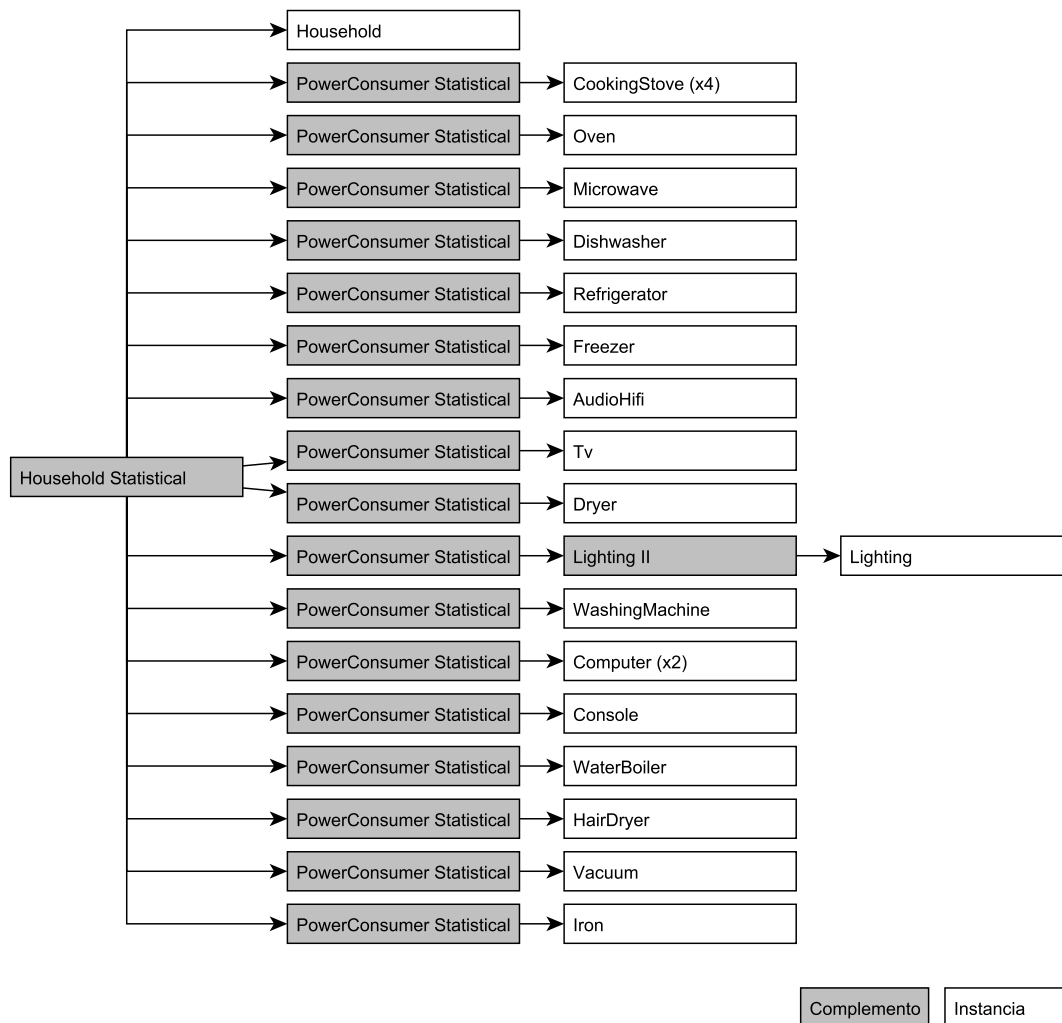 Household
PowerConsumer Statistical
CookingStove (x4)
PowerConsumer Statistical
Oven
PowerConsumer Statistical
Microwave
PowerConsumer Statistical
Dishwasher
PowerConsumer Statistical
Refrigerator
PowerConsumer Statistical
Freezer
PowerConsumer Statistical
AudioHifi
PowerConsumer Statistical
Tv
Household Statistical
PowerConsumer Statistical
Dryer
PowerConsumer Statistical
Lighting II
Lighting
PowerConsumer Statistical
WashingMachine
PowerConsumer Statistical
Computer (x2)
PowerConsumer Statistical
Console
PowerConsumer Statistical
WaterBoiler
PowerConsumer Statistical
HairDryer
PowerConsumer Statistical
Vacuum
PowerConsumer Statistical
Iron
Complemento
Instancia